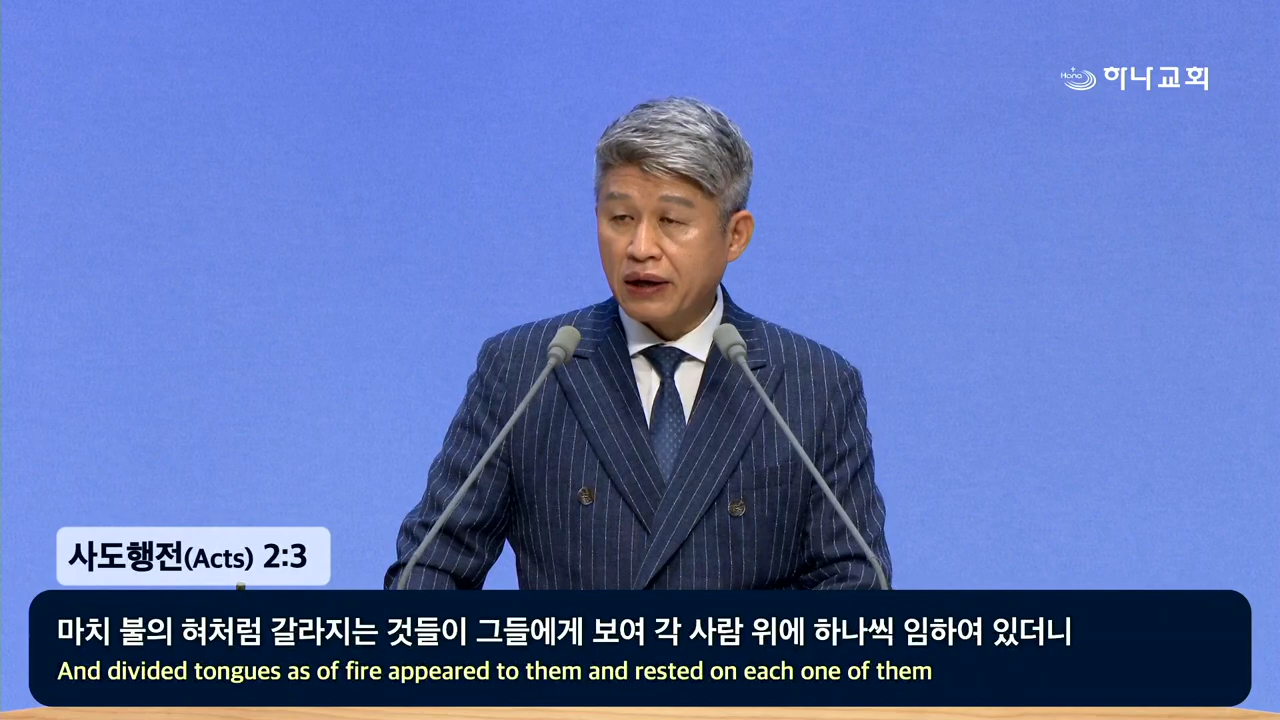 Hana 하나교회
사도행전(Acts) 2:3
마치 불의 혀처럼 갈라지는 것들이 그들에게 보여 각 사람 위에 하나씩 임하여 있더니
And divided tongues as of fire appeared to them and rested on each one of them